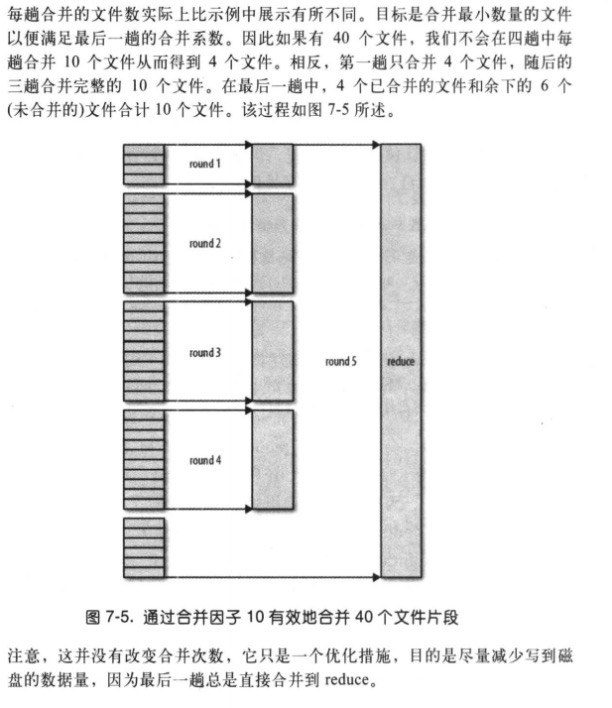 每趟合并的文件数实际上比示例中展示有所不同。目标是合并最小数量的文件
以便满足最后一趟的合并系数。因此如果有 40 个文件，我们不会在四趟中每
趟合并 10 个文件从而得到 4 个文件。相反，第一趟只合并 4 个文件，随后的
三趟合并完整的 10 个文件。在最后一趟中，4 个已合并的文件和余下的 6 个
(未合并的)文件合计 10 个文件。该过程如图 7-5 所述。
round 1
round 2
round 3
round 5
reduce
round 4
图 7-5. 通过合并因子 10 有效地合并 40 个文件片段
注意，这并没有改变合并次数，它只是一个优化措施，目的是尽量减少写到磁
盘的数据量，因为最后一趟总是直接合并到 reduce。